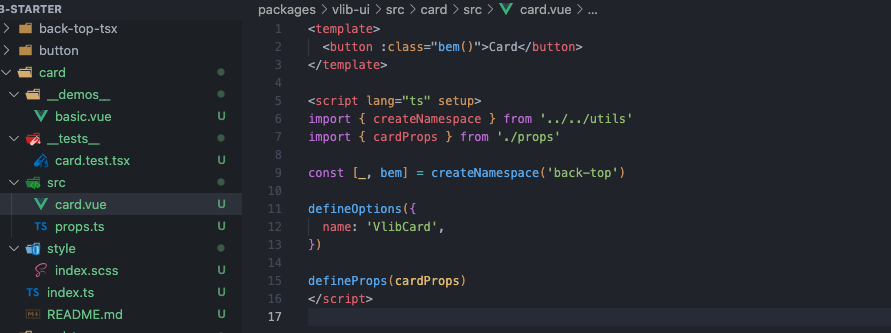 B-STARTER
back-top-tsx
button
card
__demos__
basic.vue U
__tests__
card.test.tsx U
src
card.vue U
TS props.ts U
style
index.scss U
TS index.ts U
README.md U
packages > vlib-ui > src > card > src > card.vue > ...
1 <template>
2 <button :class="bem()">Card</button>
3 </template>
4
5 <script lang="ts" setup>
6 import { createNamespace } from '../../utils'
7 import { cardProps } from './props'
8
9 const [_, bem] = createNamespace('back-top')
10
11 defineOptions({
12 name: 'VlibCard',
13 })
14
15 defineProps(cardProps)
16 </script>
17